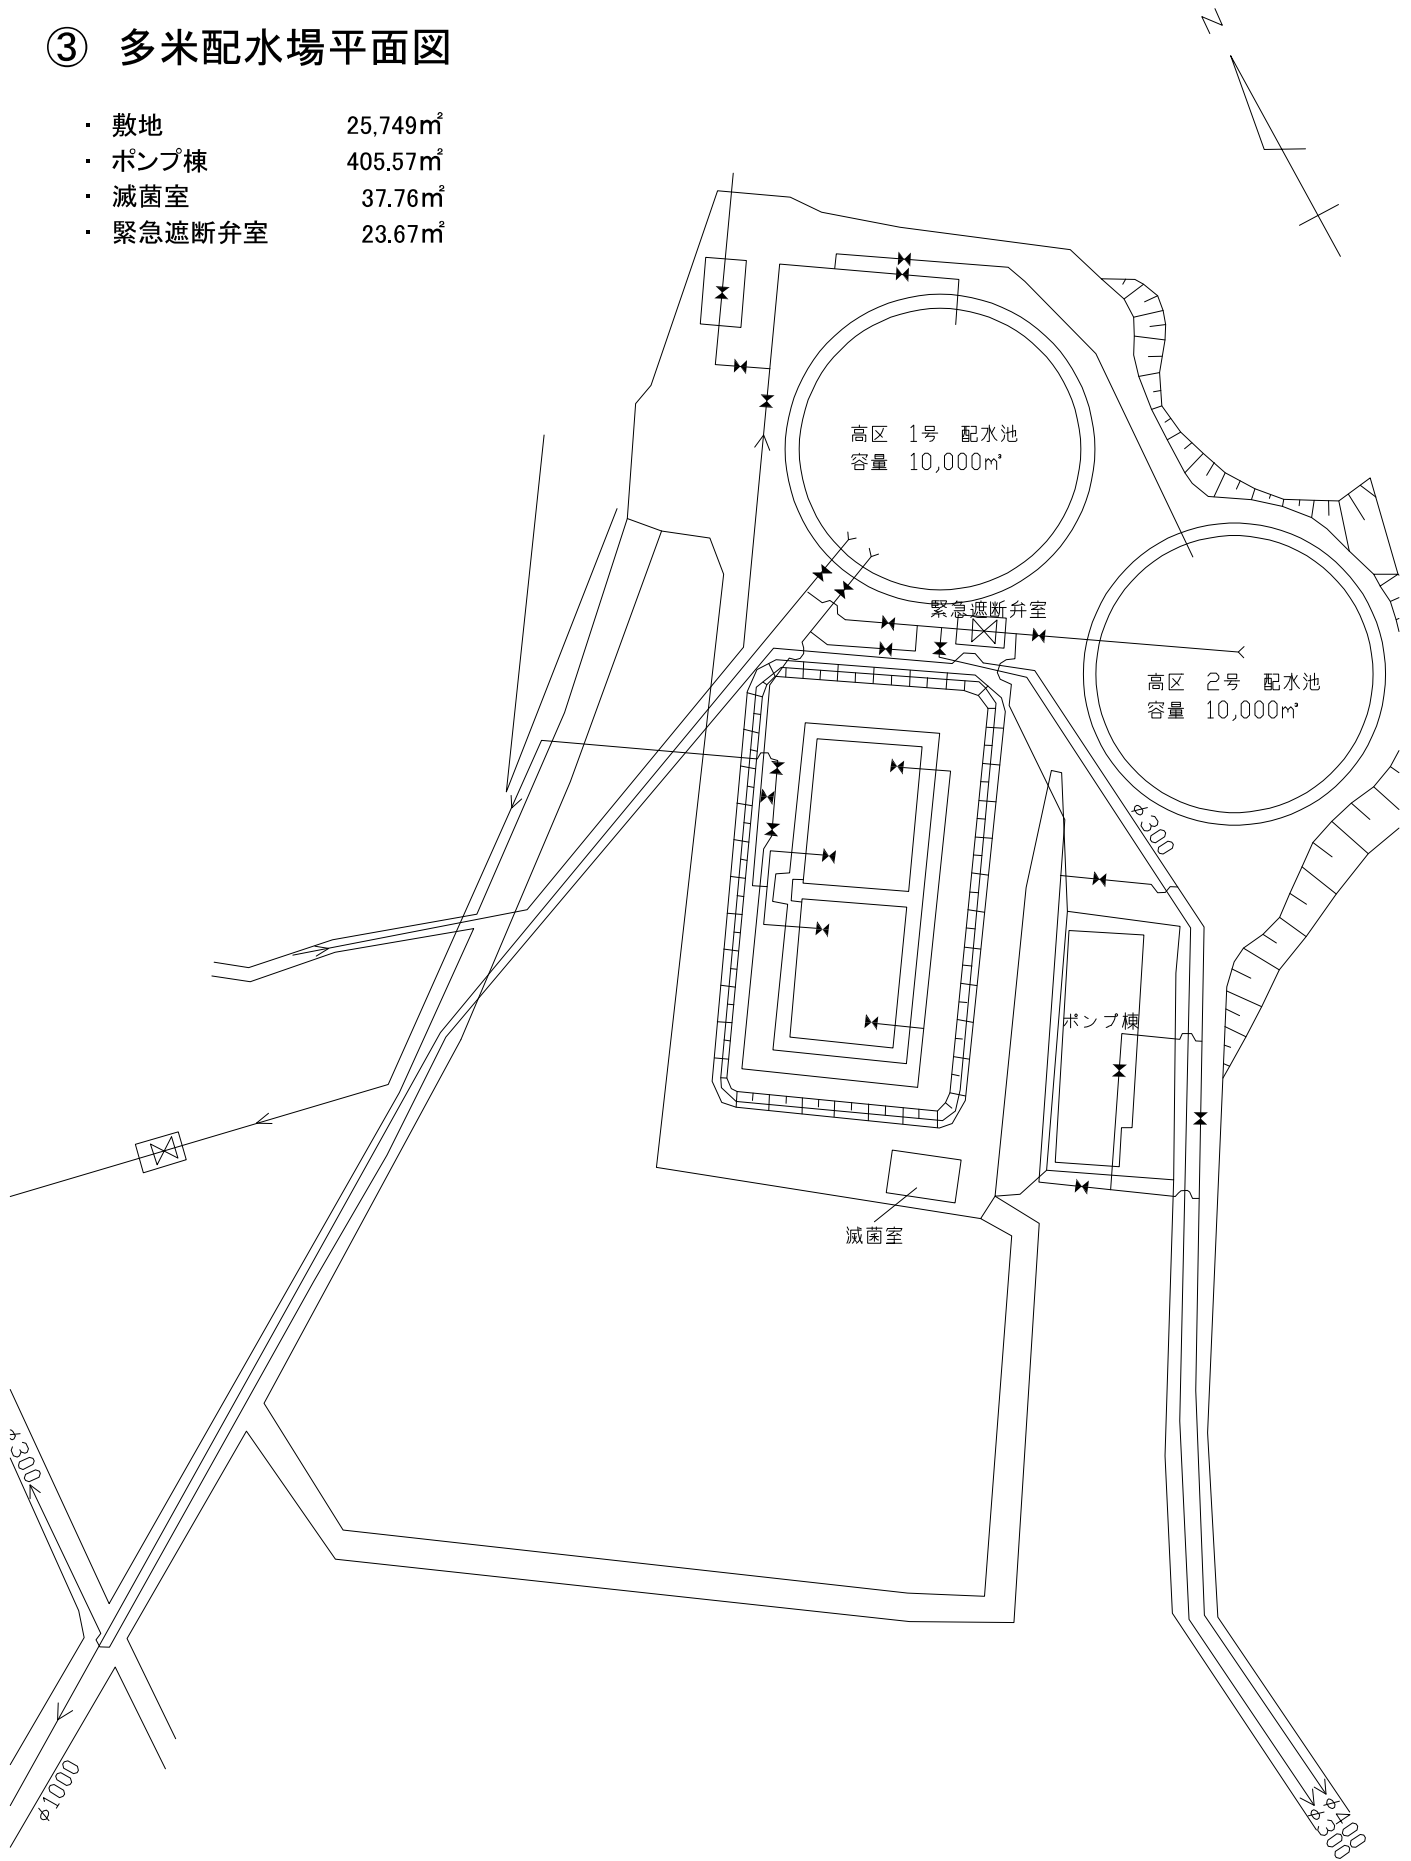 ③ 多米配水場平面図
・ 敷地 25,749㎡
・ ポンプ棟 405.57㎡
・ 滅菌室 37.76㎡
・ 緊急遮断弁室 23.67㎡
N
高区 1号 配水池
容量 10,000㎥
緊急遮断弁室
高区 2号 配水池
容量 10,000㎥
φ300
ポンプ棟
滅菌室
φ300
φ1000
φ400
φ300